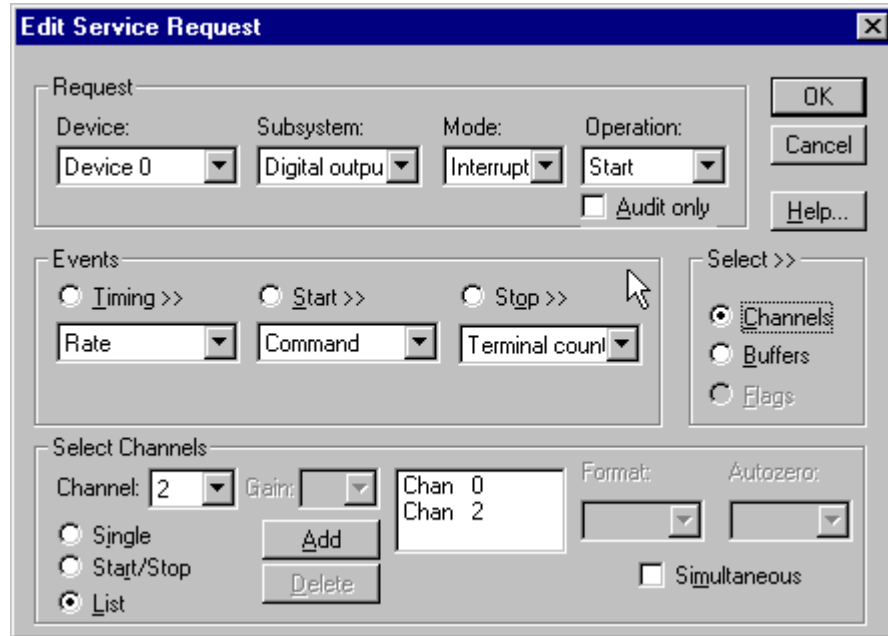 Edit Service Request
Request
OK
Device: Subsystem: Mode: Operation:
Device 0 Digital outpu Interrupt Start
Cancel
Audit only
Help...
Events
Select >>
Timing >> Start >> Stop >>
Channels
Rate Command Terminal count
Buffers
Flags
Select Channels
Channel: 2 Gain: Chan 0 Format: Autozero:
Chan 2
Single
Add
Start/Stop
Simultaneous
Delete
List